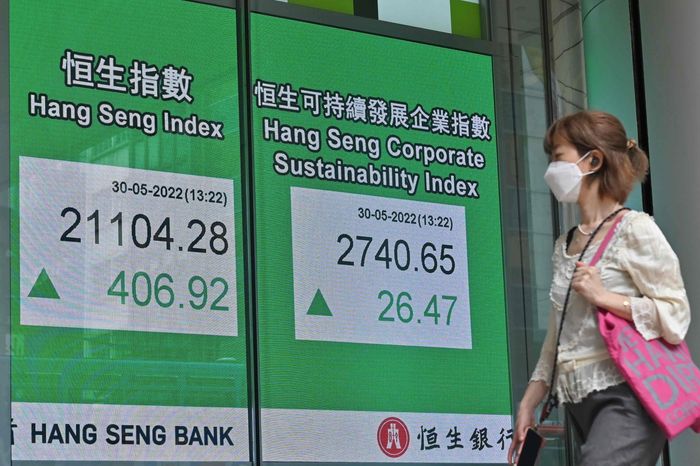 恒生指數
Hang Seng Index
30-05-2022(13:22)
21104.28
▲ 406.92
HANG SENG BANK
恒生可持續發展企業指數
Hang Seng Corporate
Sustainability Index
30-05-2022(13:22)
2740.65
▲ 26.47
恒生銀行